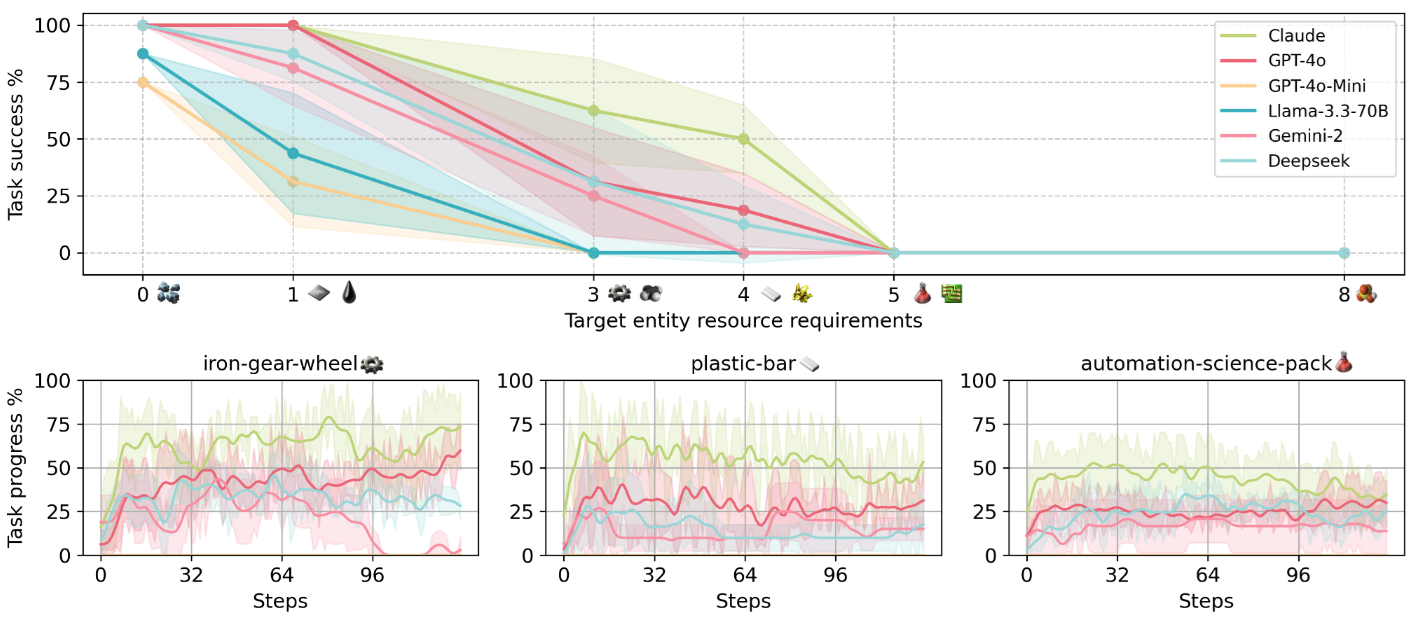 Task success %
100
75
50
25
0
Claude
GPT-4o
GPT-4o-Mini
Llama-3.3-70B
Gemini-2
Deepseek
0 1 3 4 5 8
Target entity resource requirements
iron-gear-wheel
plastic-bar
automation-science-pack
Task progress %
100
75
50
25
0
0 32 64 96
Steps
100
75
50
25
0
0 32 64 96
Steps
100
75
50
25
0
0 32 64 96
Steps